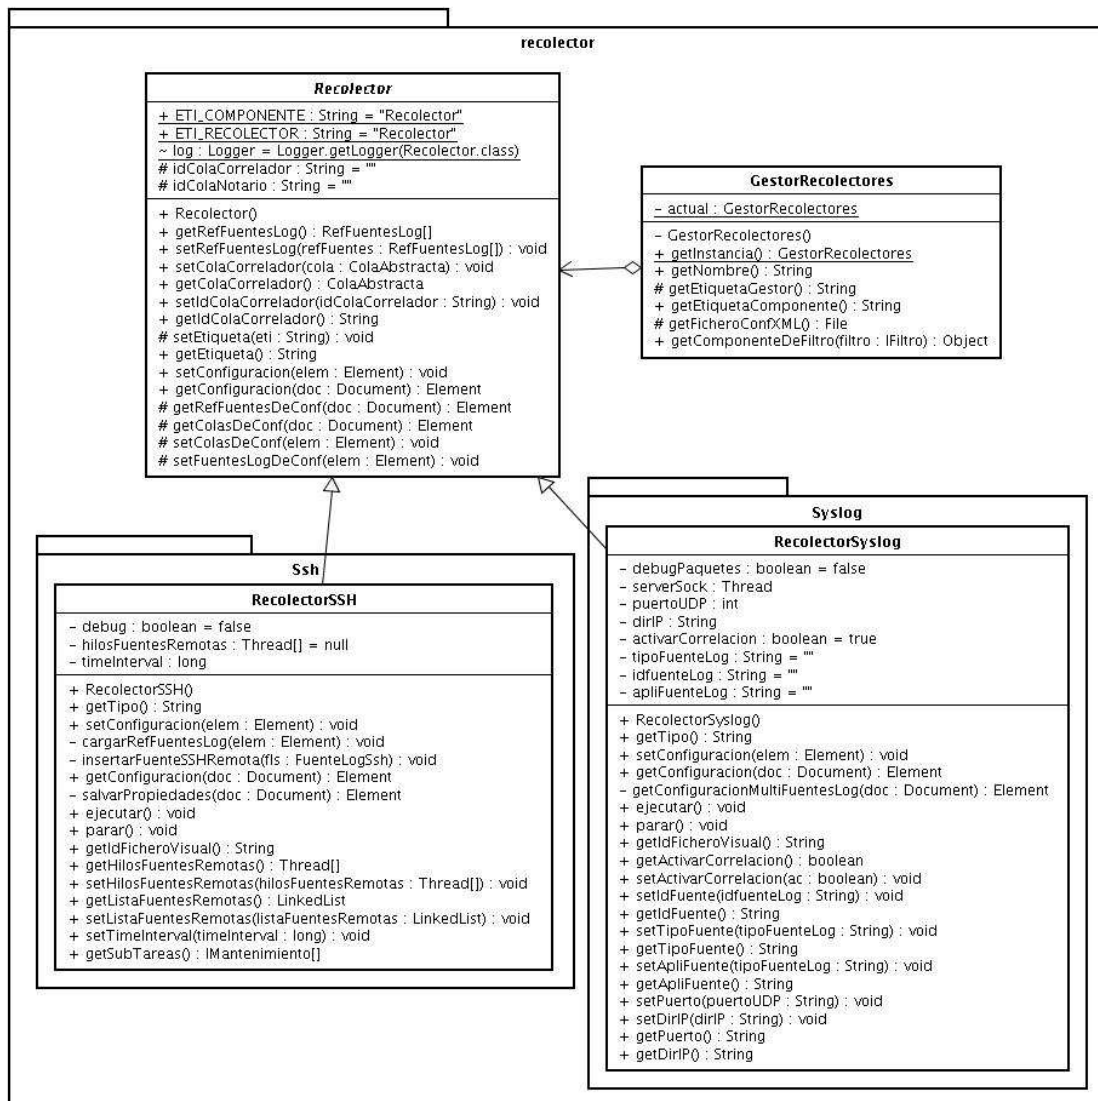 recolector
Recolector
+ ETI_COMPONENTE : String = "Recolector"
+ ETI_RECOLECTOR : String = "Recolector"
~ log : Logger = Logger.getLogger(Recolector.class)
# idColaCorrelador : String = ""
# idColaNotario : String = ""
+ Recolector()
+ getRefFuentesLog() : RefFuentesLog[]
+ setRefFuentesLog(refFuentes : RefFuentesLog[]) : void
+ setColaCorrelador(cola : ColaAbstracta) : void
+ getColaCorrelador() : ColaAbstracta
+ setIdColaCorrelador(idColaCorrelador : String) : void
+ getIdColaCorrelador() : String
# setEtiqueta(eti : String) : void
+ getEtiqueta() : String
+ setConfiguracion(elem : Element) : void
+ getConfiguracion(doc : Document) : Element
# getRefFuentesDeConf(doc : Document) : Element
# getColasDeConf(doc : Document) : Element
# setColasDeConf(elem : Element) : void
# setFuentesLogDeConf(elem : Element) : void
GestorRecolectores
- actual : GestorRecolectores
- GestorRecolectores()
+ getInstancia() : GestorRecolectores
+ getNombre() : String
# getEtiquetaGestor() : String
+ getEtiquetaComponente() : String
# getFicheroConfXML() : File
+ getComponenteDeFiltro(filtro : IFiltro) : Object
Ssh
RecolectorSSH
- debug : boolean = false
- hilosFuentesRemotas : Thread[] = null
- timeInterval : long
+ RecolectorSSH()
+ getTipo() : String
+ setConfiguracion(elem : Element) : void
- cargarRefFuentesLog(elem : Element) : void
- insertarFuenteSSHRemota(fls : FuenteLogSsh) : void
+ getConfiguracion(doc : Document) : Element
- salvarPropiedades(doc : Document) : Element
+ ejecutar() : void
+ parar() : void
+ getIdFicheroVisual() : String
+ getHilosFuentesRemotas() : Thread[]
+ setHilosFuentesRemotas(hilosFuentesRemotas : Thread[]) : void
+ getListaFuentesRemotas() : LinkedList
+ setListaFuentesRemotas(listaFuentesRemotas : LinkedList) : void
+ setTimeInterval(timeInterval : long) : void
+ getSubTareas() : IMantenimiento[]
Syslog
RecolectorSyslog
- debugPaquetes : boolean = false
- serverSock : Thread
- puertoUDP : int
- dirIP : String
- activarCorrelacion : boolean = true
- tipoFuenteLog : String = ""
- idfuenteLog : String = ""
- apliFuenteLog : String = ""
+ RecolectorSyslog()
+ getTipo() : String
+ setConfiguracion(elem : Element) : void
+ getConfiguracion(doc : Document) : Element
- getConfiguracionMultiFuentesLog(doc : Document) : Element
+ ejecutar() : void
+ parar() : void
+ getIdFicheroVisual() : String
+ getActivarCorrelacion() : boolean
+ setActivarCorrelacion(ac : boolean) : void
+ setIdFuente(idfuenteLog : String) : void
+ getIdFuente() : String
+ setTipoFuente(tipoFuenteLog : String) : void
+ getTipoFuente() : String
+ setApliFuente(tipoFuenteLog : String) : void
+ getApliFuente() : String
+ setPuerto(puertoUDP : String) : void
+ setDirIP(dirIP : String) : void
+ getPuerto() : String
+ getDirIP() : String